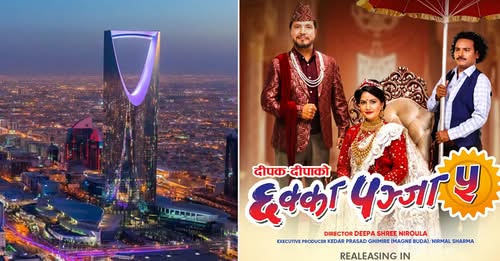 दीपक-दीपाको
छक्का पञ्जा ५
DIRECTOR DEEPA SHREE NIROULA
EXECUTIVE PRODUCER KEDAR PRASAD GHIMIRE (MAGNE BUDA)/NIRMAL SHARMA
REALEASING IN